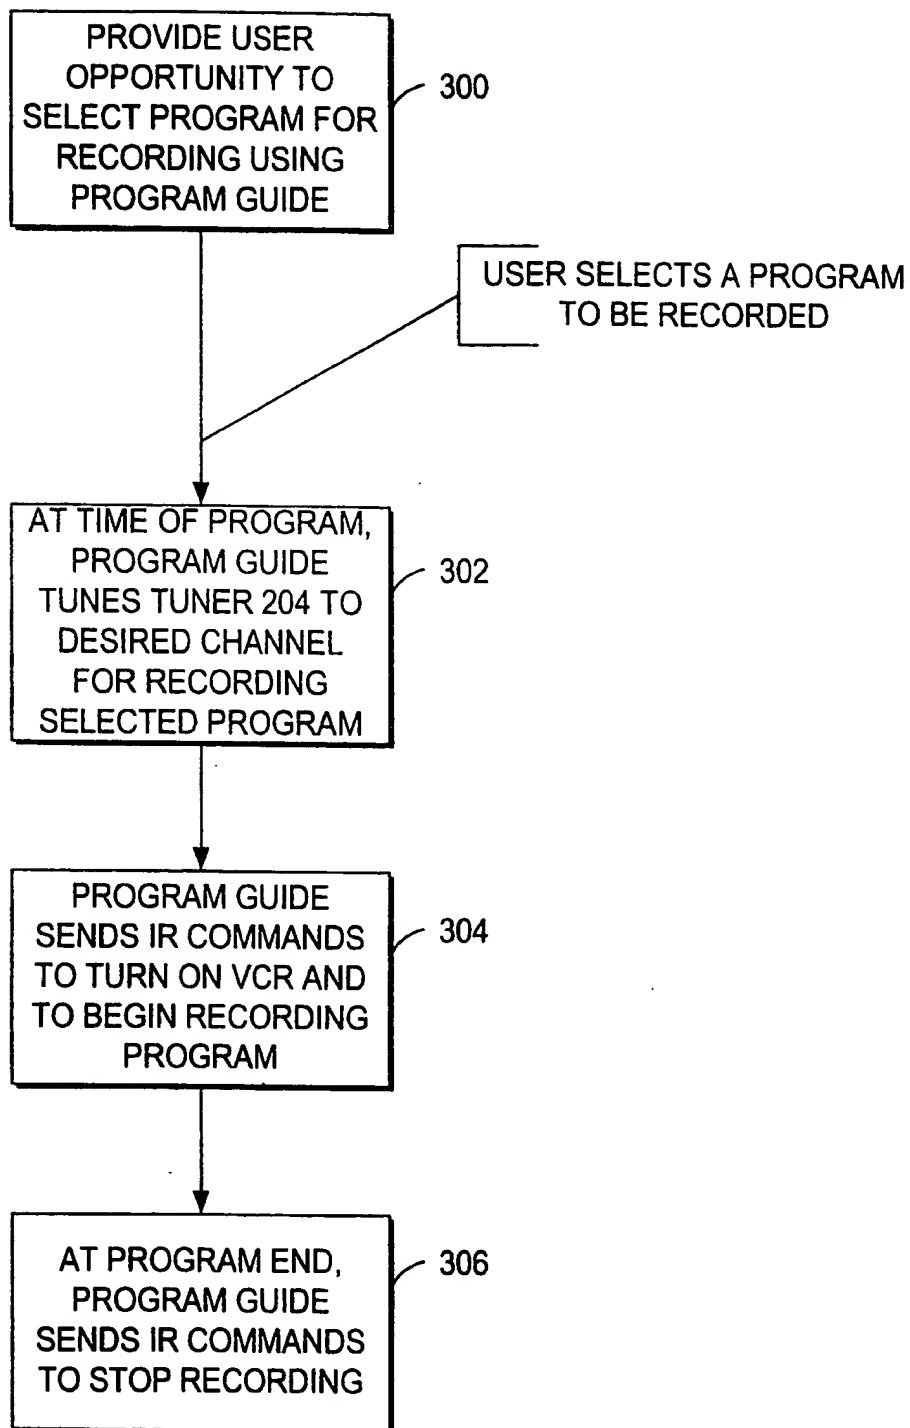 PROVIDE USER
OPPORTUNITY TO
SELECT PROGRAM FOR
RECORDING USING
PROGRAM GUIDE
300
USER SELECTS A PROGRAM
TO BE RECORDED
AT TIME OF PROGRAM,
PROGRAM GUIDE
TUNES TUNER 204 TO
DESIRED CHANNEL
FOR RECORDING
SELECTED PROGRAM
302
PROGRAM GUIDE
SENDS IR COMMANDS
TO TURN ON VCR AND
TO BEGIN RECORDING
PROGRAM
304
AT PROGRAM END,
PROGRAM GUIDE
SENDS IR COMMANDS
TO STOP RECORDING
306